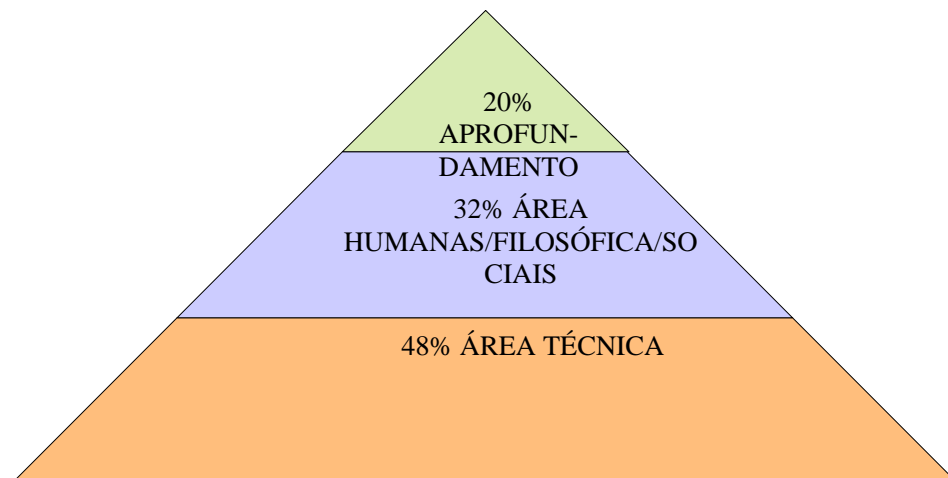 20%
APROFUN-
DAMENTO
32% ÁREA
HUMANAS/FILOSÓFICA/SO
CIAIS
48% ÁREA TÉCNICA